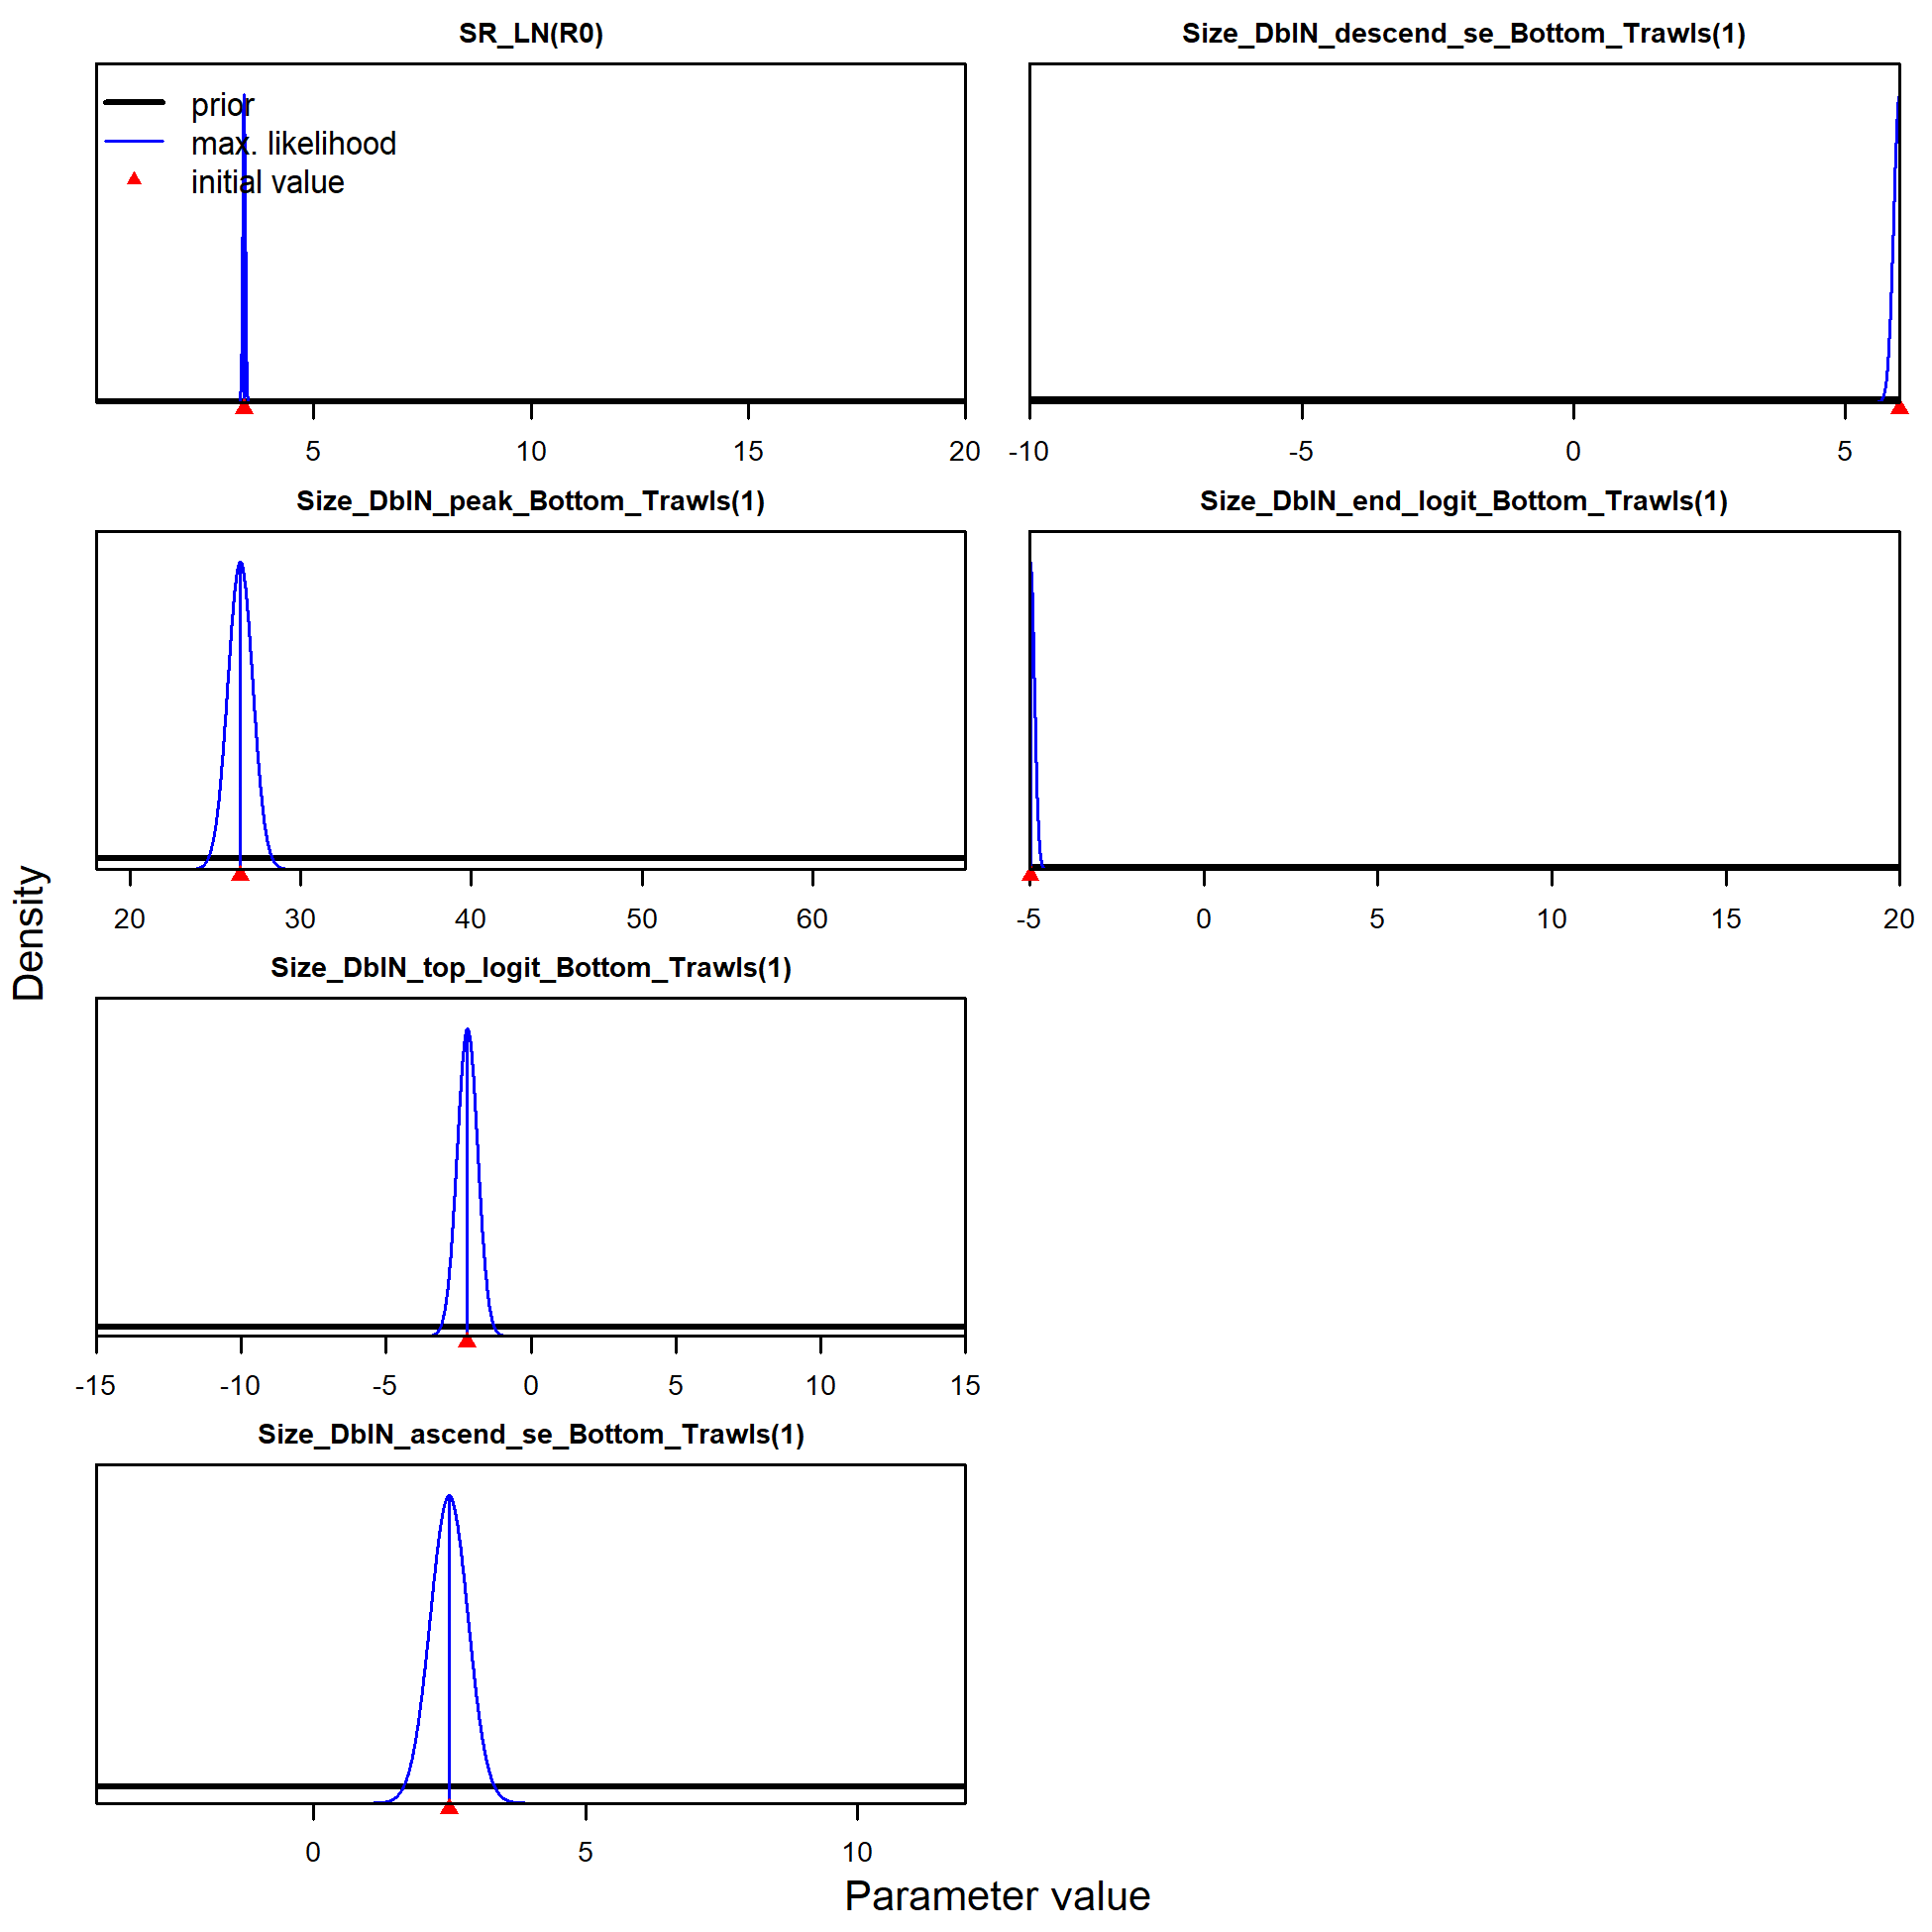 SR_LN(R0)
prior
max. likelihood
initial value
5 10 15 20
Size_DblN_descend_se_Bottom_Trawls(1)
-10 -5 0 5
Size_DblN_peak_Bottom_Trawls(1)
20 30 40 50 60
Size_DblN_end_logit_Bottom_Trawls(1)
-5 0 5 10 15 20
Size_DblN_top_logit_Bottom_Trawls(1)
-15 -10 -5 0 5 10 15
Size_DblN_ascend_se_Bottom_Trawls(1)
0 5 10
Density
Parameter value